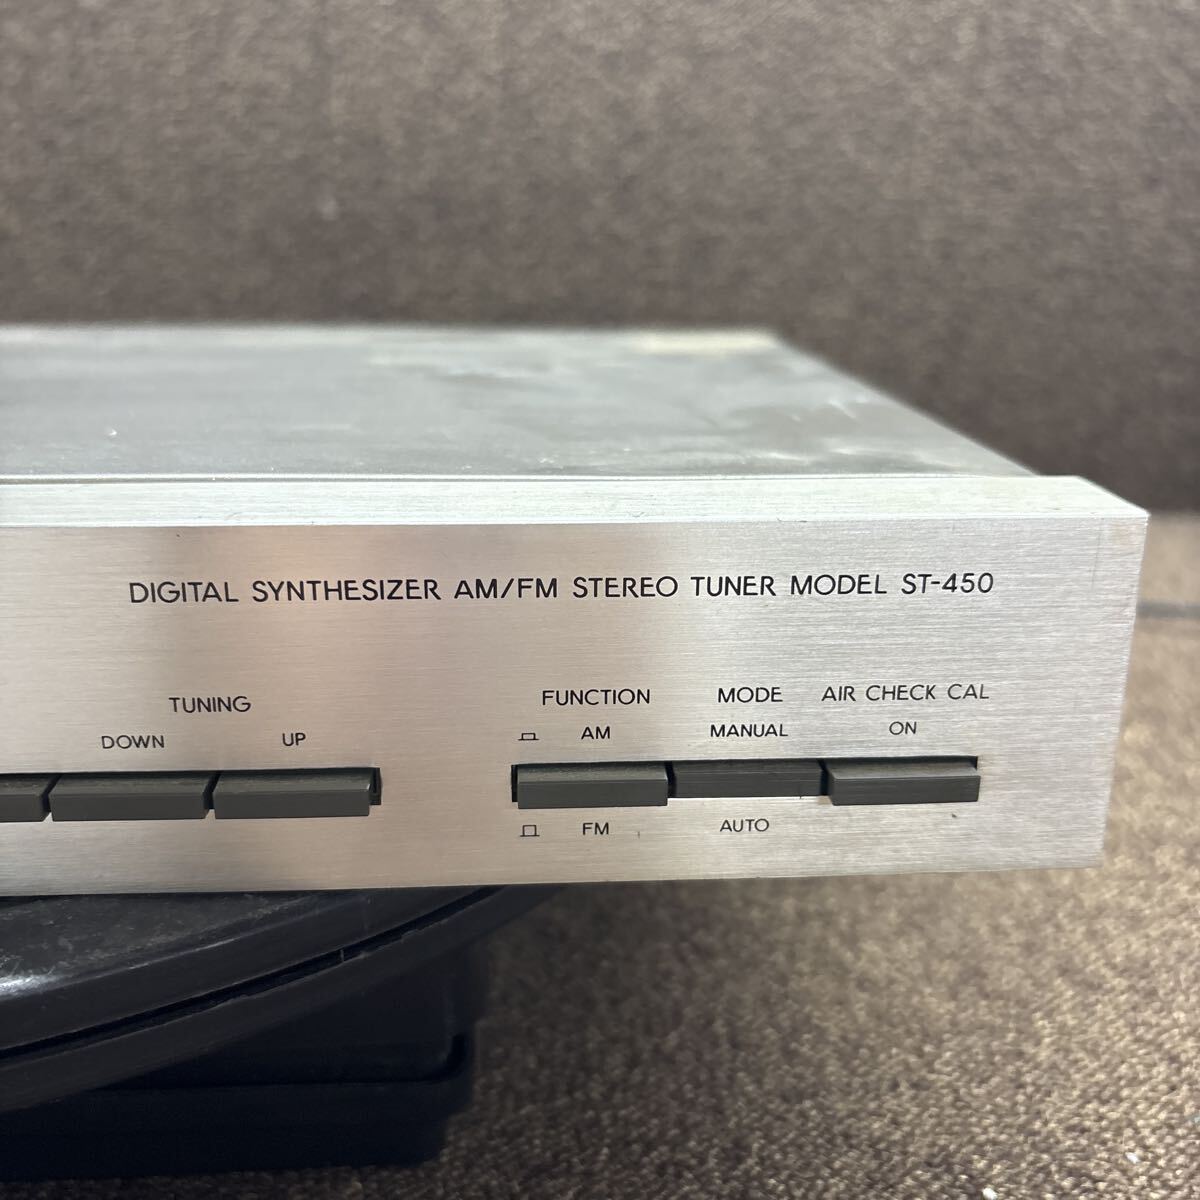 DIGITAL SYNTHESIZER AM/FM STEREO TUNER MODEL ST-450
TUNING
DOWN UP
FUNCTION MODE AIR CHECK CAL
AM MANUAL ON
FM AUTO